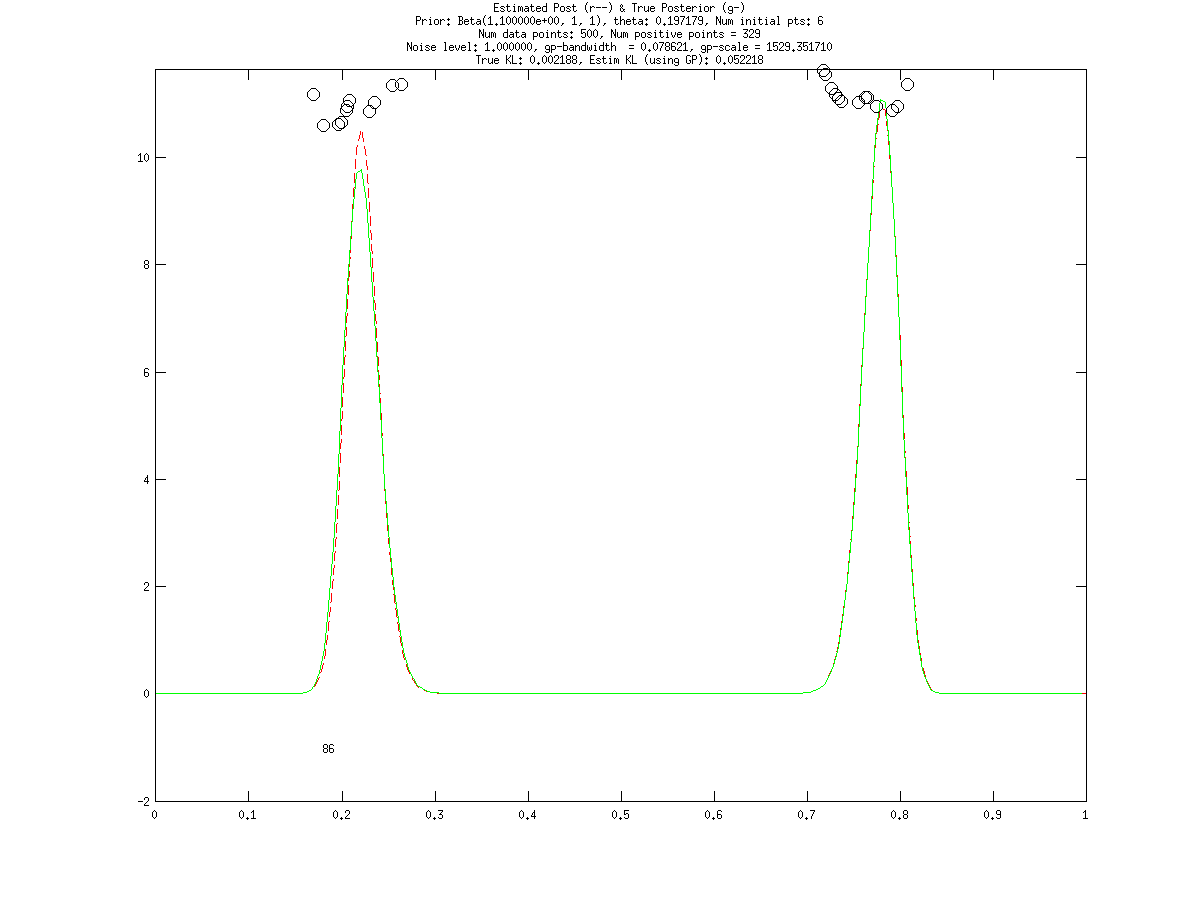 Estimated Post (r--) & True Posterior (g-)
Prior: Beta(1.100000e+00, 1, 1), theta: 0.197179, Num initial pts: 6
Num data points: 500, Num positive points = 329
Noise level: 1.000000, gp-bandwidth  = 0.078621, gp-scale = 1529.351710
True KL: 0.002188, Estim KL (using GP): 0.052218
10
8
6
4
2
0
86
-2
0 0.1 0.2 0.3 0.4 0.5 0.6 0.7 0.8 0.9 1